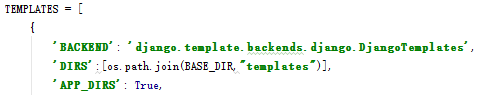 TEMPLATES = [
    {
        'BACKEND': 'django.template.backends.django.DjangoTemplates',
        'DIRS':[os.path.join(BASE_DIR,"templates")],
        'APP_DIRS': True,